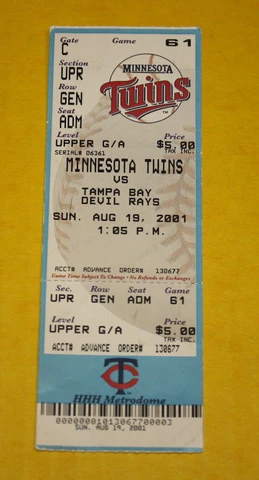 Gate Game 61
C
Section
UPR
MINNESOTA
Twins
Row
GEN
Seat
ADM
Level Price
UPPER G/A $5.00
SERIAL# 06361 TAX INC.
MINNESOTA TWINS
VS
TAMPA BAY
DEVIL RAYS
SUN. AUG 19, 2001
1:05 P.M.
ACCT# ADVANCE ORDER# 130677
Game Time Subject To Change • No Refunds or Exchanges
Sec. Row Seat Game
UPR GEN ADM 61
Level Price
UPPER G/A $5.00
TAX INC.
ACCT# ADVANCE ORDER# 130677
TC
HHH Metrodome
00000001013067700003
SUN. AUG 19, 2001